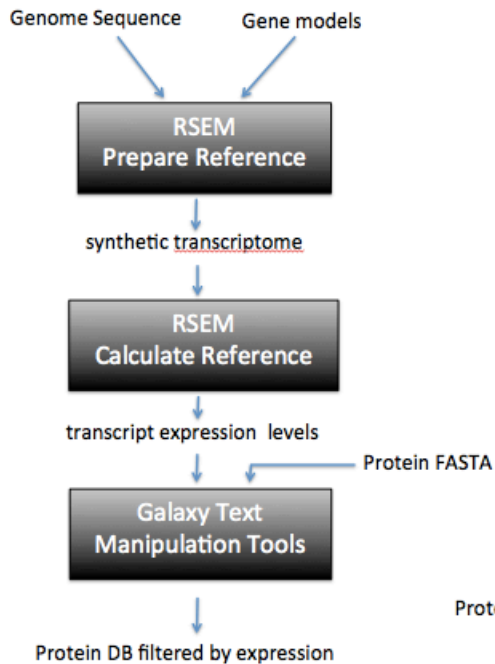 Genome Sequence
Gene models
RSEM
Prepare Reference
synthetic transcriptome
RSEM
Calculate Reference
transcript expression levels
Protein FASTA
Galaxy Text
Manipulation Tools
Prote
Protein DB filtered by expression